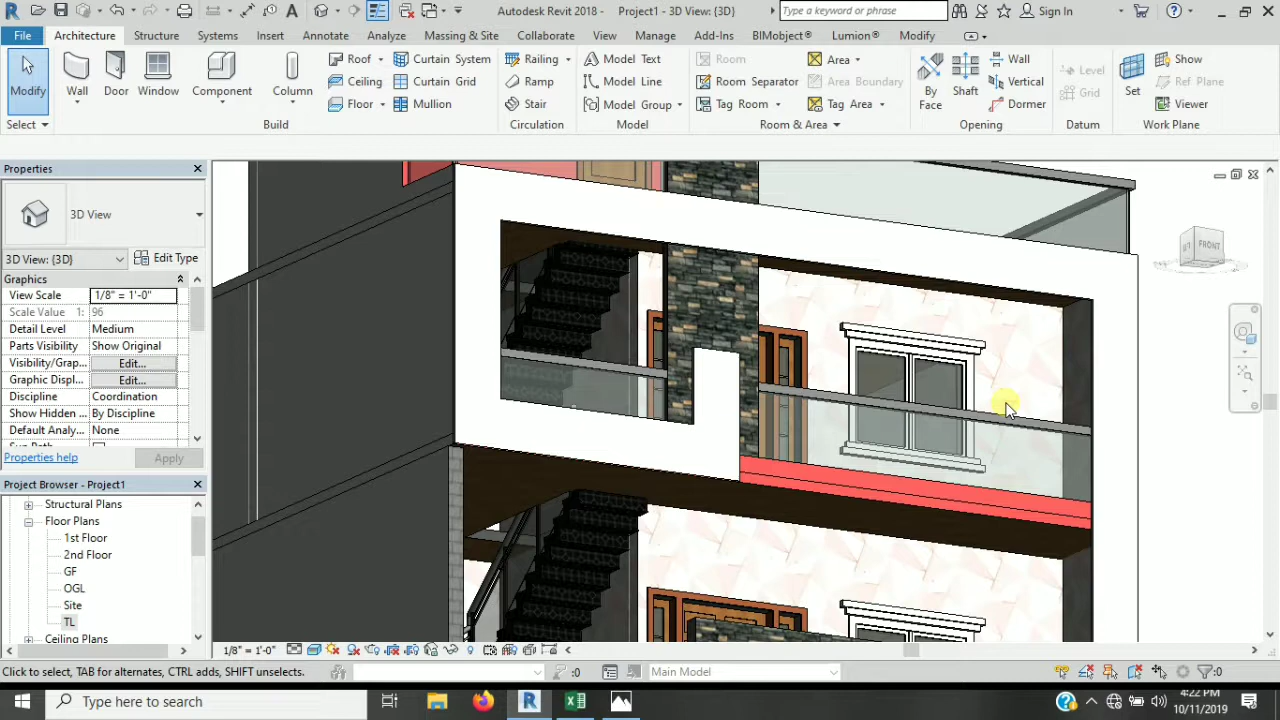 Autodesk Revit 2018 - Project1 - 3D View: {3D}
Type a keyword or phrase
Sign In
File Architecture Structure Systems Insert Annotate Analyze Massing & Site Collaborate View Manage Add-Ins BIMobject® Lumion® Modify
Modify
Wall
Door
Window
Component
Column
Roof
Ceiling
Floor
Curtain System
Curtain Grid
Mullion
Railing
Ramp
Stair
Model Text
Model Line
Model Group
Room
Room Separator
Tag Room
Area
Area Boundary
Tag Area
By Face
Shaft
Wall
Vertical
Dormer
Level
Grid
Set
Show
Ref Plane
Viewer
Select Build Circulation Model Room & Area Opening Datum Work Plane
Properties
3D View
3D View: {3D} Edit Type
Graphics
View Scale 1/8" = 1'-0"
Scale Value 1: 96
Detail Level Medium
Parts Visibility Show Original
Visibility/Grap... Edit...
Graphic Displ... Edit...
Discipline Coordination
Show Hidden ... By Discipline
Default Analy... None
Properties help Apply
Project Browser - Project1
Structural Plans
Floor Plans
1st Floor
2nd Floor
GF
OGL
Site
TL
Ceiling Plans
FRONT
1/8" = 1'-0"
Click to select, TAB for alternates, CTRL adds, SHIFT unselects.
:0
Main Model
:0
Type here to search
4:22 PM
10/11/2019